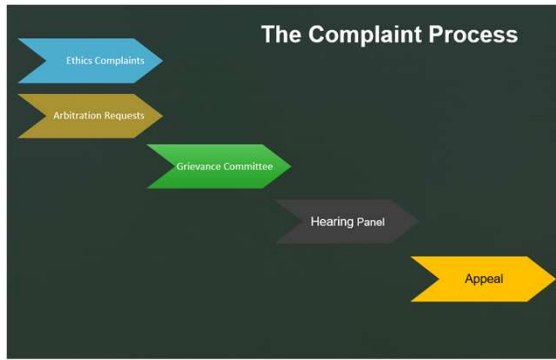 The Complaint Process
Ethics Complaints
Arbitration Requests
Grievance Committee
Hearing Panel
Appeal